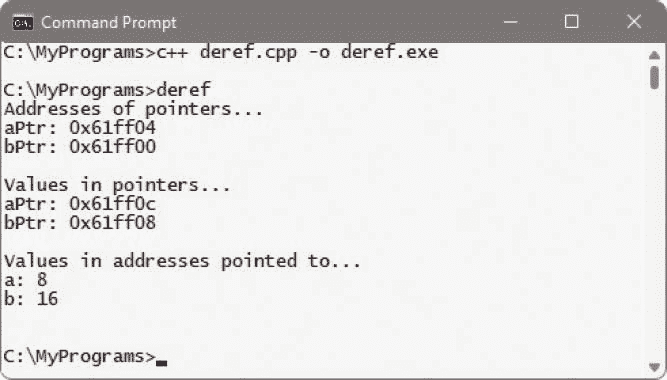 Command Prompt
C:\MyPrograms>c++ deref.cpp -o deref.exe
C:\MyPrograms>deref
Addresses of pointers...
aPtr: 0x61ff04
bPtr: 0x61ff00
Values in pointers...
aPtr: 0x61ff0c
bPtr: 0x61ff08
Values in addresses pointed to...
a: 8
b: 16
C:\MyPrograms>